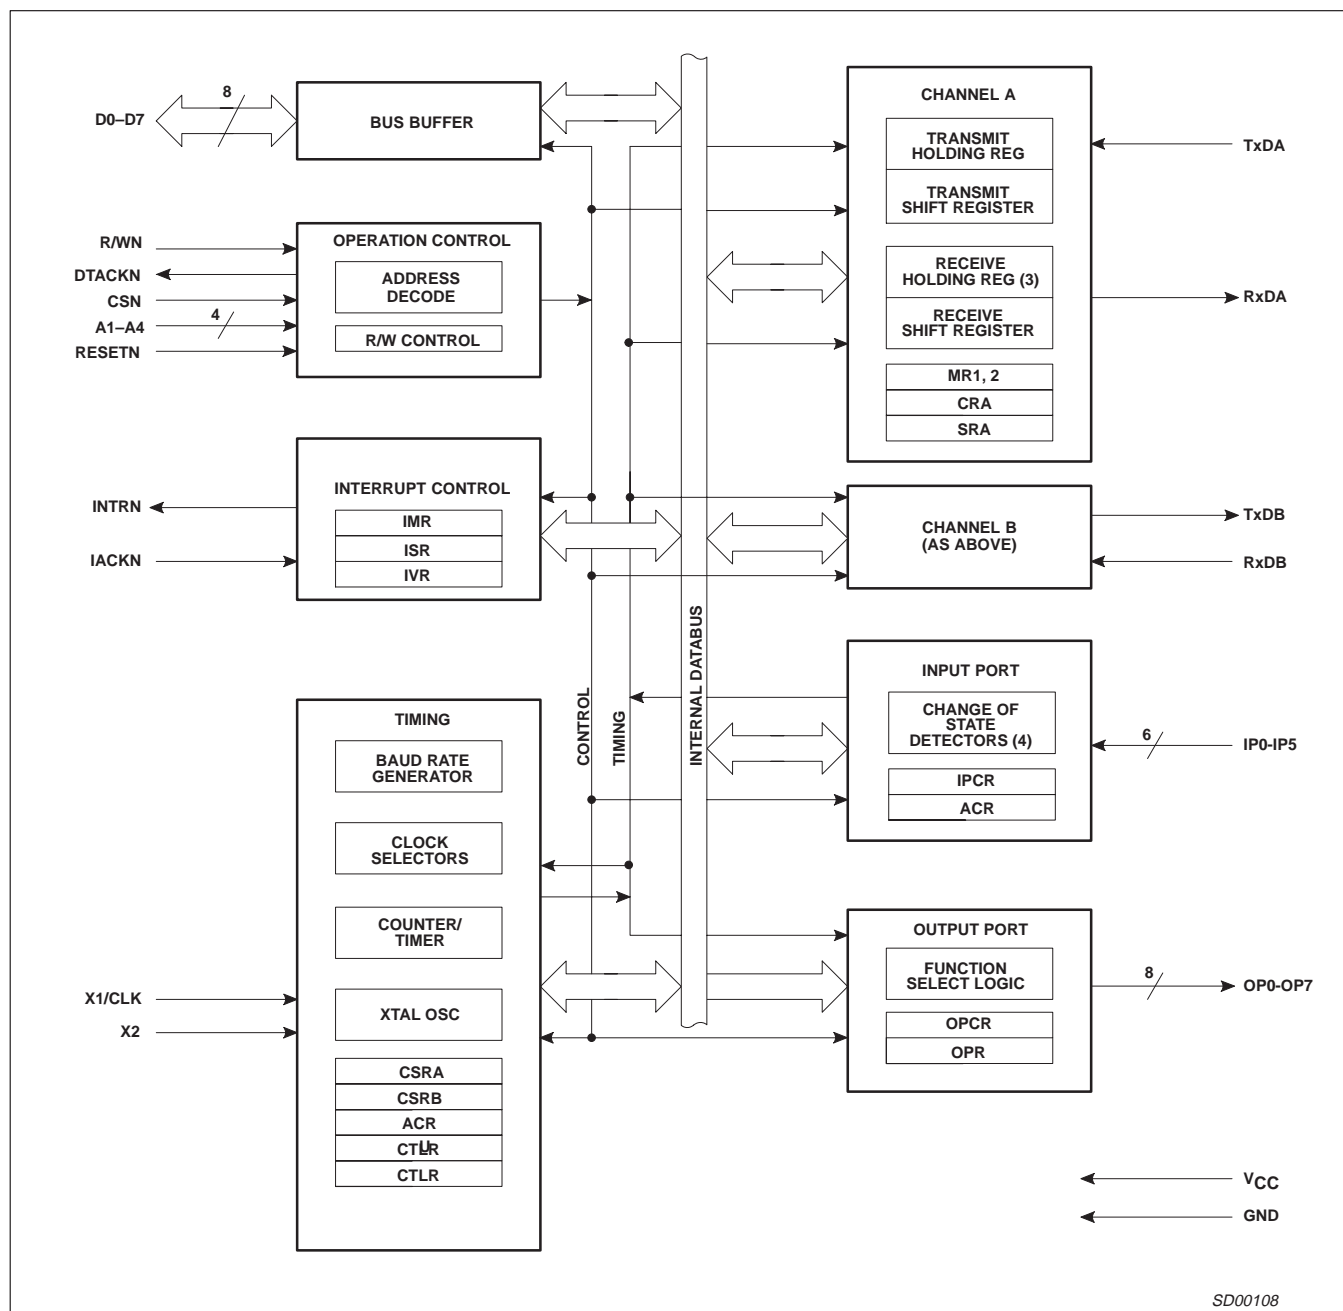 D0–D7
8
BUS BUFFER
R/WN
DTACKN
CSN
A1–A4
4
RESETN
OPERATION CONTROL
ADDRESS
DECODE
R/W CONTROL
INTRN
IACKN
INTERRUPT CONTROL
IMR
ISR
IVR
TIMING
BAUD RATE
GENERATOR
CLOCK
SELECTORS
COUNTER/
TIMER
X1/CLK
X2
XTAL OSC
CSRA
CSRB
ACR
CTLR
CONTROL
TIMING
INTERNAL DATABUS
CHANNEL A
TRANSMIT
HOLDING REG
TRANSMIT
SHIFT REGISTER
RECEIVE
HOLDING REG (3)
RECEIVE
SHIFT REGISTER
MR1, 2
CRA
SRA
TxDA
RxDA
CHANNEL B
(AS ABOVE)
TxDB
RxDB
INPUT PORT
CHANGE OF
STATE
DETECTORS (4)
IPCR
ACR
6
IP0-IP5
OUTPUT PORT
FUNCTION
SELECT LOGIC
OPCR
OPR
8
OP0-OP7
VCC
GND
SD00108